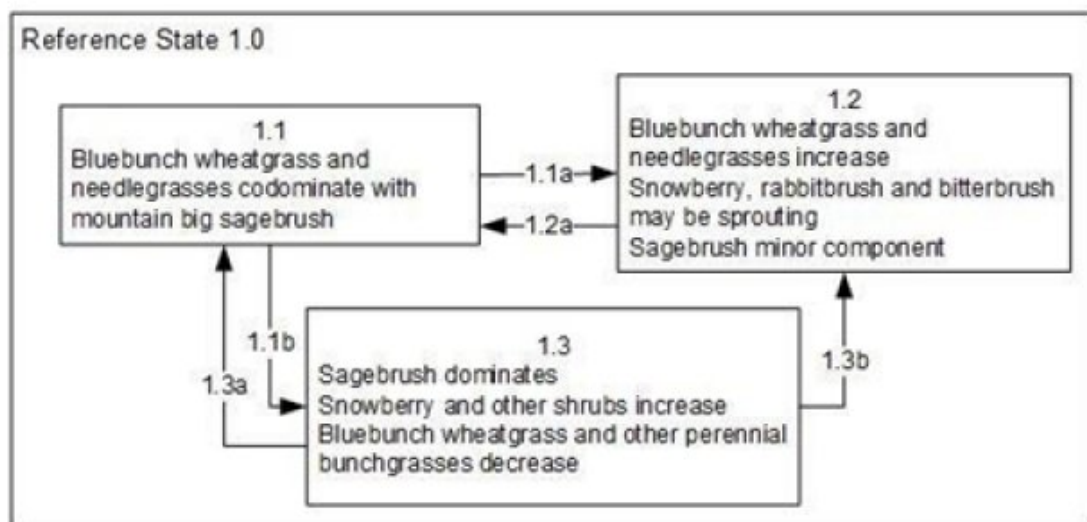 Reference State 1.0
1.1
Bluebunch wheatgrass and
needlegrasses codominate with
mountain big sagebrush
1.1a
1.2a
1.2
Bluebunch wheatgrass and
needlegrasses increase
Snowberry, rabbitbrush and bitterbrush
may be sprouting
Sagebrush minor component
1.1b
1.3a
1.3
Sagebrush dominates
Snowberry and other shrubs increase
Bluebunch wheatgrass and other perennial
bunchgrasses decrease
1.3b